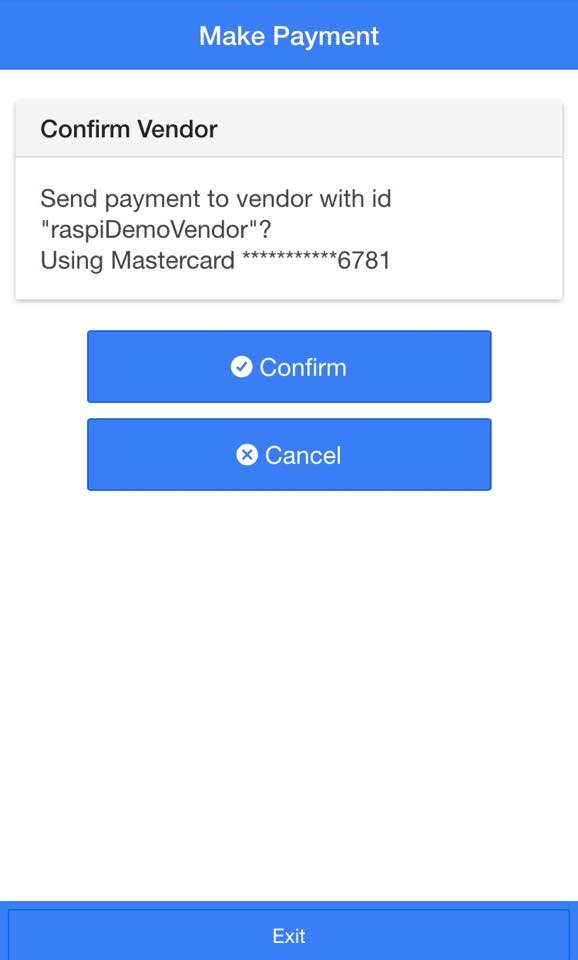 Make Payment
Confirm Vendor
Send payment to vendor with id
"raspiDemoVendor"?
Using Mastercard ***********6781
Confirm
Cancel
Exit